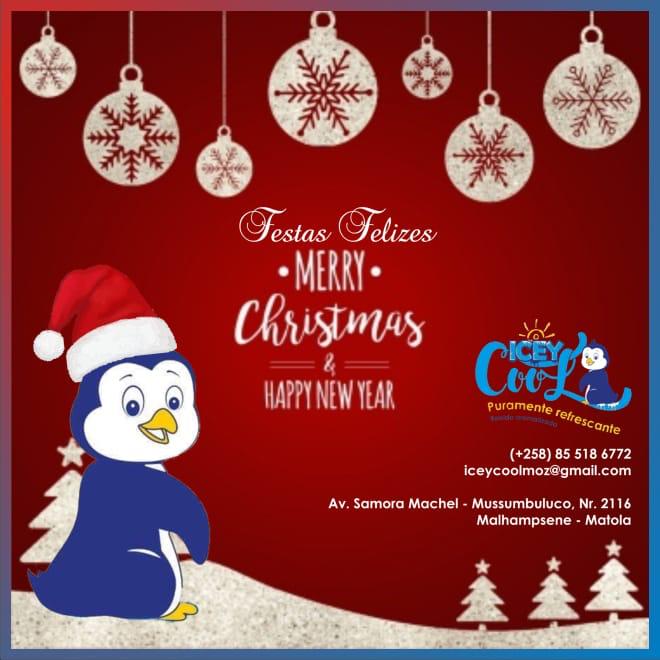 Festas Felizes
• MERRY •
Christmas
&
HAPPY NEW YEAR
ICEY
Cool
Puramente refrescante
(+258) 85 518 6772
iceycoolmoz@gmail.com
Av. Samora Machel - Mussumbuluco, Nr. 2116
Malhampsene - Matola